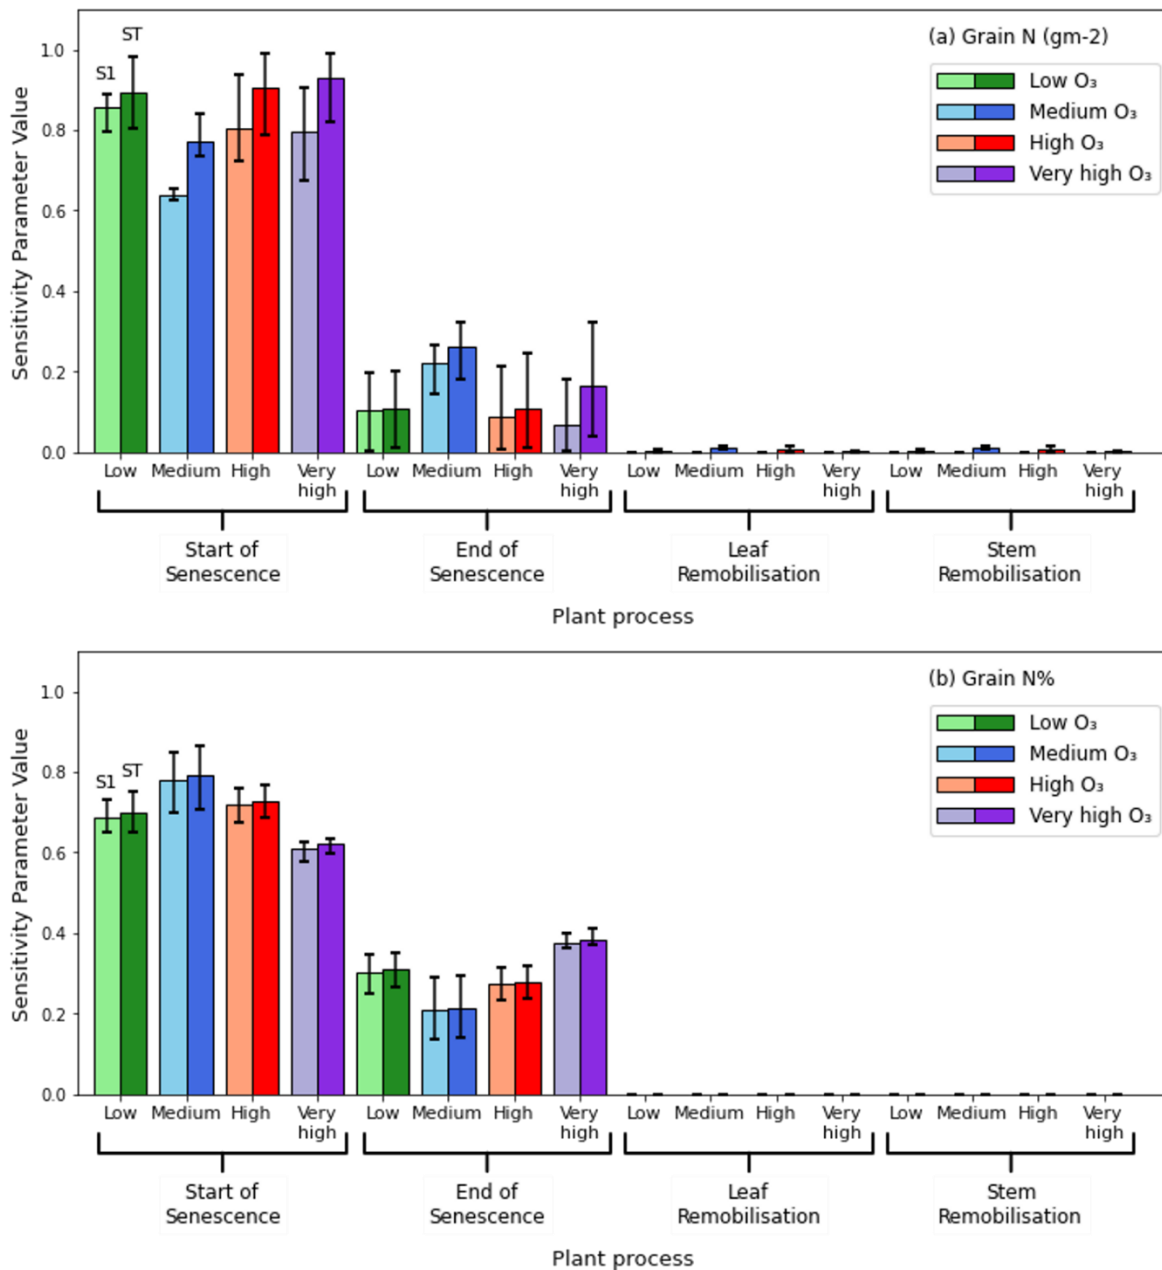 (a) Grain N (gm-2)
S1 ST
Low O₃
Medium O₃
High O₃
Very high O₃
Sensitivity Parameter Value
1.0
0.8
0.6
0.4
0.2
0.0
Low Medium High Very high Low Medium High Very high Low Medium High Very high Low Medium High Very high
Start of Senescence
End of Senescence
Leaf Remobilisation
Stem Remobilisation
Plant process
(b) Grain N%
S1 ST
Low O₃
Medium O₃
High O₃
Very high O₃
Sensitivity Parameter Value
1.0
0.8
0.6
0.4
0.2
0.0
Low Medium High Very high Low Medium High Very high Low Medium High Very high Low Medium High Very high
Start of Senescence
End of Senescence
Leaf Remobilisation
Stem Remobilisation
Plant process